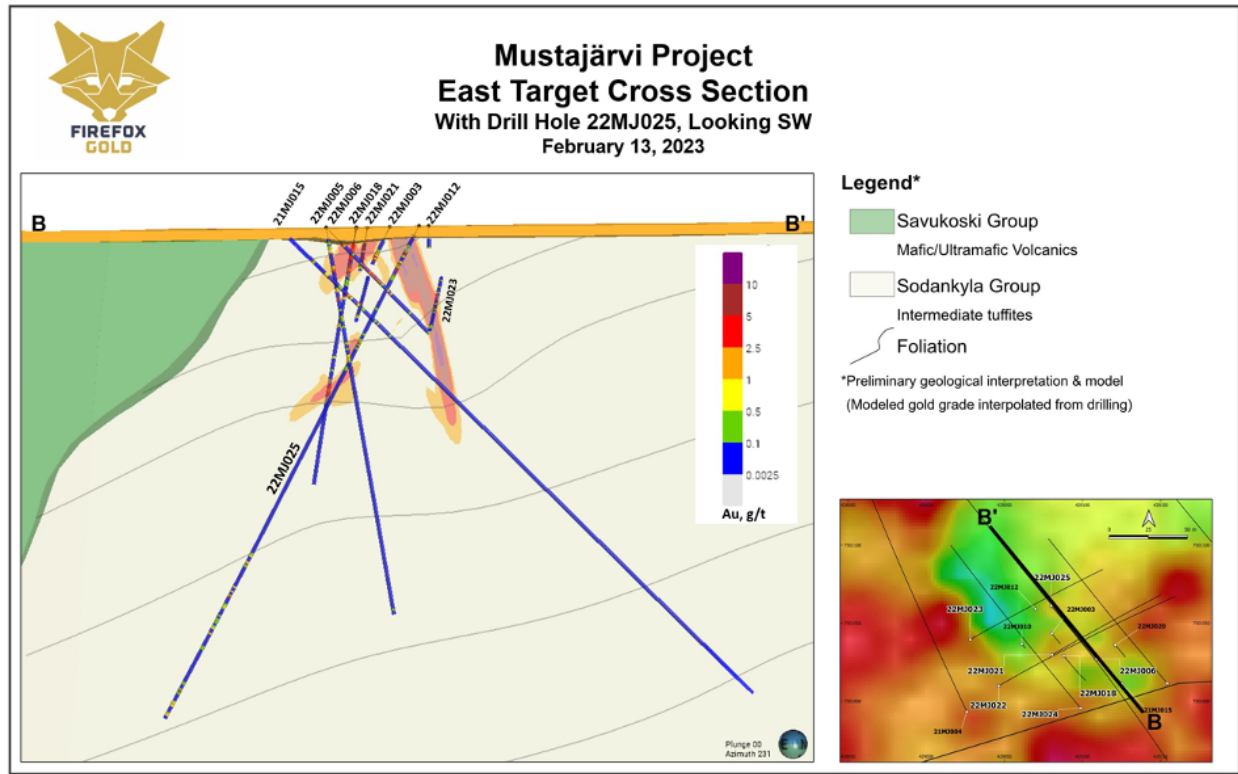 FIREFOX
GOLD
Mustajärvi Project
East Target Cross Section
With Drill Hole 22MJ025, Looking SW
February 13, 2023
B
21MJ015
22MJ005
22MJ006
22MJ018
22MJ021
22MJ003
22MJ012
B'
22MJ023
22MJ025
10
5
2.5
1
0.5
0.1
0.0025
Au, g/t
Plunge 00
Azimuth 231
E N
Legend*
Savukoski Group
Mafic/Ultramafic Volcanics
Sodankyla Group
Intermediate tuffites
Foliation
*Preliminary geological interpretation & model
(Modeled gold grade interpolated from drilling)
B'
0 25 50 m
22MJ025
22MJ012
22MJ023
22MJ003
22MJ010
22MJ020
22MJ021
22MJ006
22MJ018
22MJ022
22MJ024
21MJ015
21MJ004
B